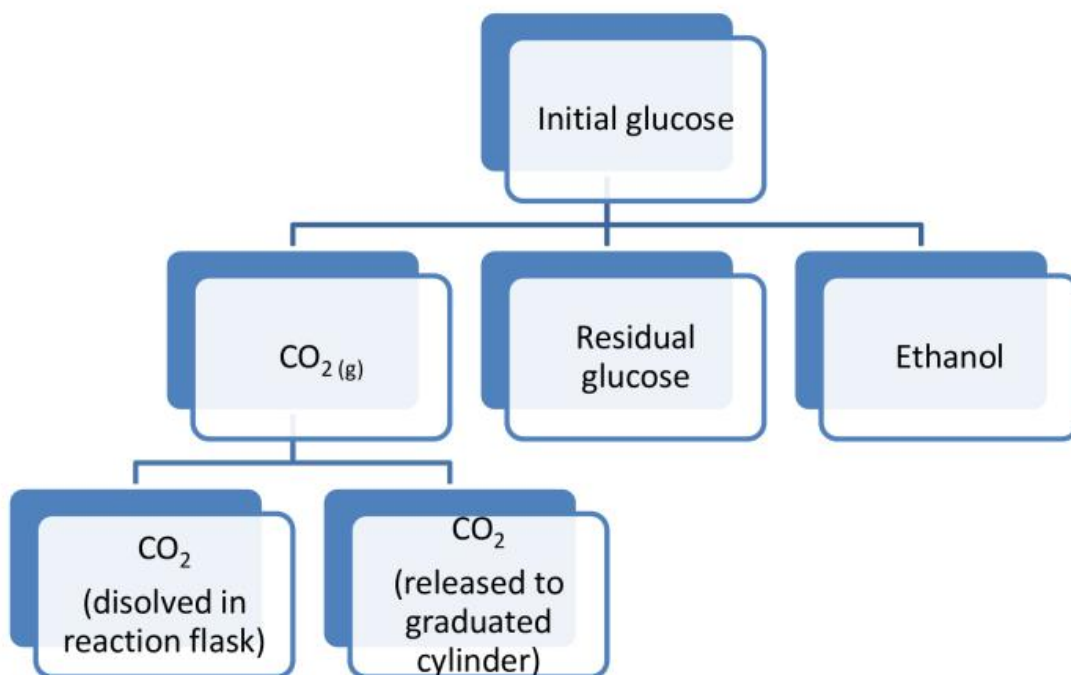 Initial glucose
CO₂ (g)
Residual
glucose
Ethanol
CO₂
(disolved in
reaction flask)
CO₂
(released to
graduated
cylinder)